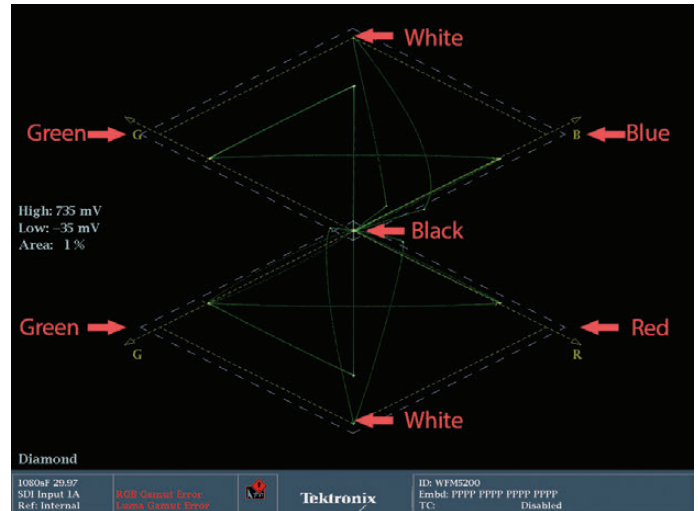 White
Green
G
B
Blue
High: 735 mV
Low: -35 mV
Area: 1 %
Black
Green
Red
G
R
White
Diamond
1080sF 29.97
SDI Input 1A
Ref: Internal
RGB Gamut Error
Luma Gamut Error
Tektronix
ID: WFM5200
Embd: PPPP PPPP PPPP PPPP
TC: Disabled